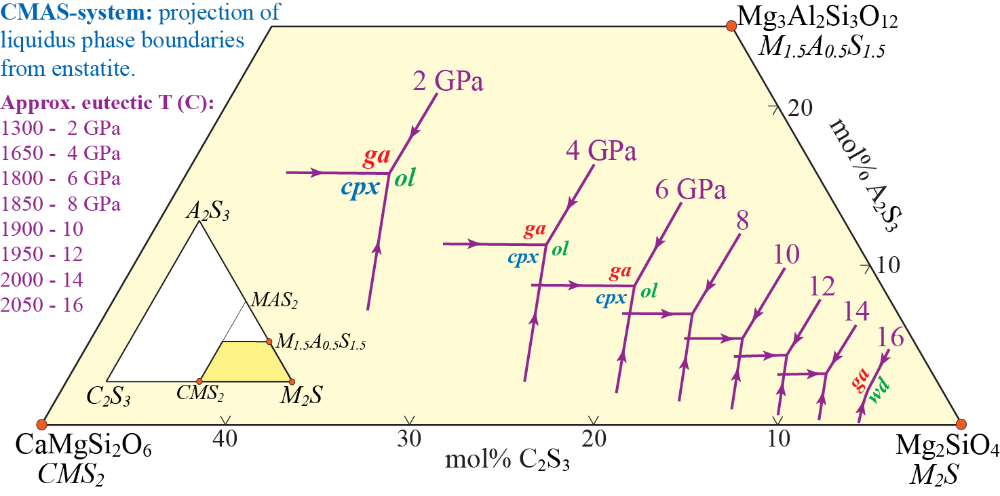 CMAS-system: projection of
liquidus phase boundaries
from enstatite.
Approx. eutectic T (C):
1300 - 2 GPa
1650 - 4 GPa
1800 - 6 GPa
1850 - 8 GPa
1900 - 10
1950 - 12
2000 - 14
2050 - 16
Mg₃Al₂Si₃O₁₂
M₁.₅A₀.₅S₁.₅
2 GPa
ga
cpx
ol
4 GPa
ga
cpx
ol
6 GPa
ga
cpx
ol
8
10
12
14
16
ga
wd
20
mol% A₂S₃
10
A₂S₃
MAS₂
M₁.₅A₀.₅S₁.₅
C₂S₃
CMS₂
M₂S
CaMgSi₂O₆
CMS₂
40
30
20
10
mol% C₂S₃
Mg₂SiO₄
M₂S